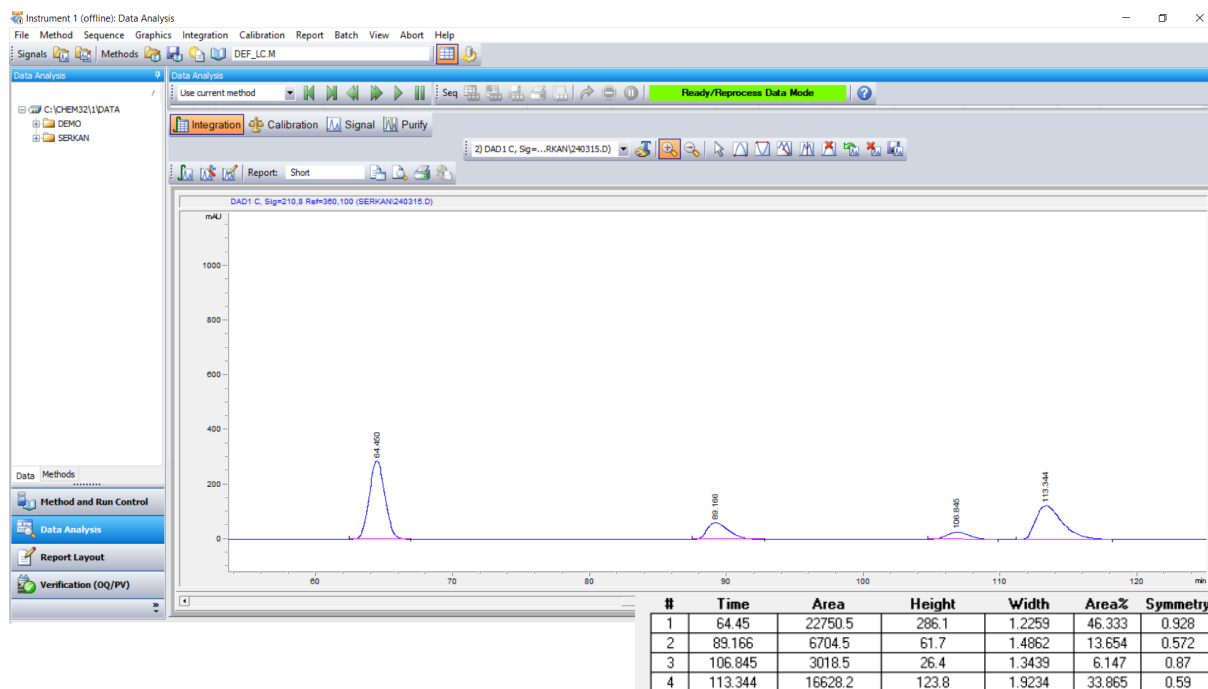 Instrument 1 (offline): Data Analysis
File Method Sequence Graphics Integration Calibration Report Batch View Abort Help
Signals Methods DEF_LC.M
Data Analysis
C:\CHEM32\1\DATA
DEMO
SERKAN
Data Methods
Method and Run Control
Data Analysis
Report Layout
Verification (OQ/PV)
Data Analysis
Use current method Seq Ready/Reprocess Data Mode
Integration Calibration Signal Purify
2) DAD1 C, Sig=...RKAN\240315.D)
Report: Short
DAD1 C, Sig=210,8 Ref=360,100 (SERKAN\240315.D)
mAU
1000
800
600
400
200
0
64.450
89.166
106.845
113.344
60 70 80 90 100 110 120 min
# Time Area Height Width Area% Symmetry
1 64.45 22750.5 286.1 1.2259 46.333 0.928
2 89.166 6704.5 61.7 1.4862 13.654 0.572
3 106.845 3018.5 26.4 1.3439 6.147 0.87
4 113.344 16628.2 123.8 1.9234 33.865 0.59